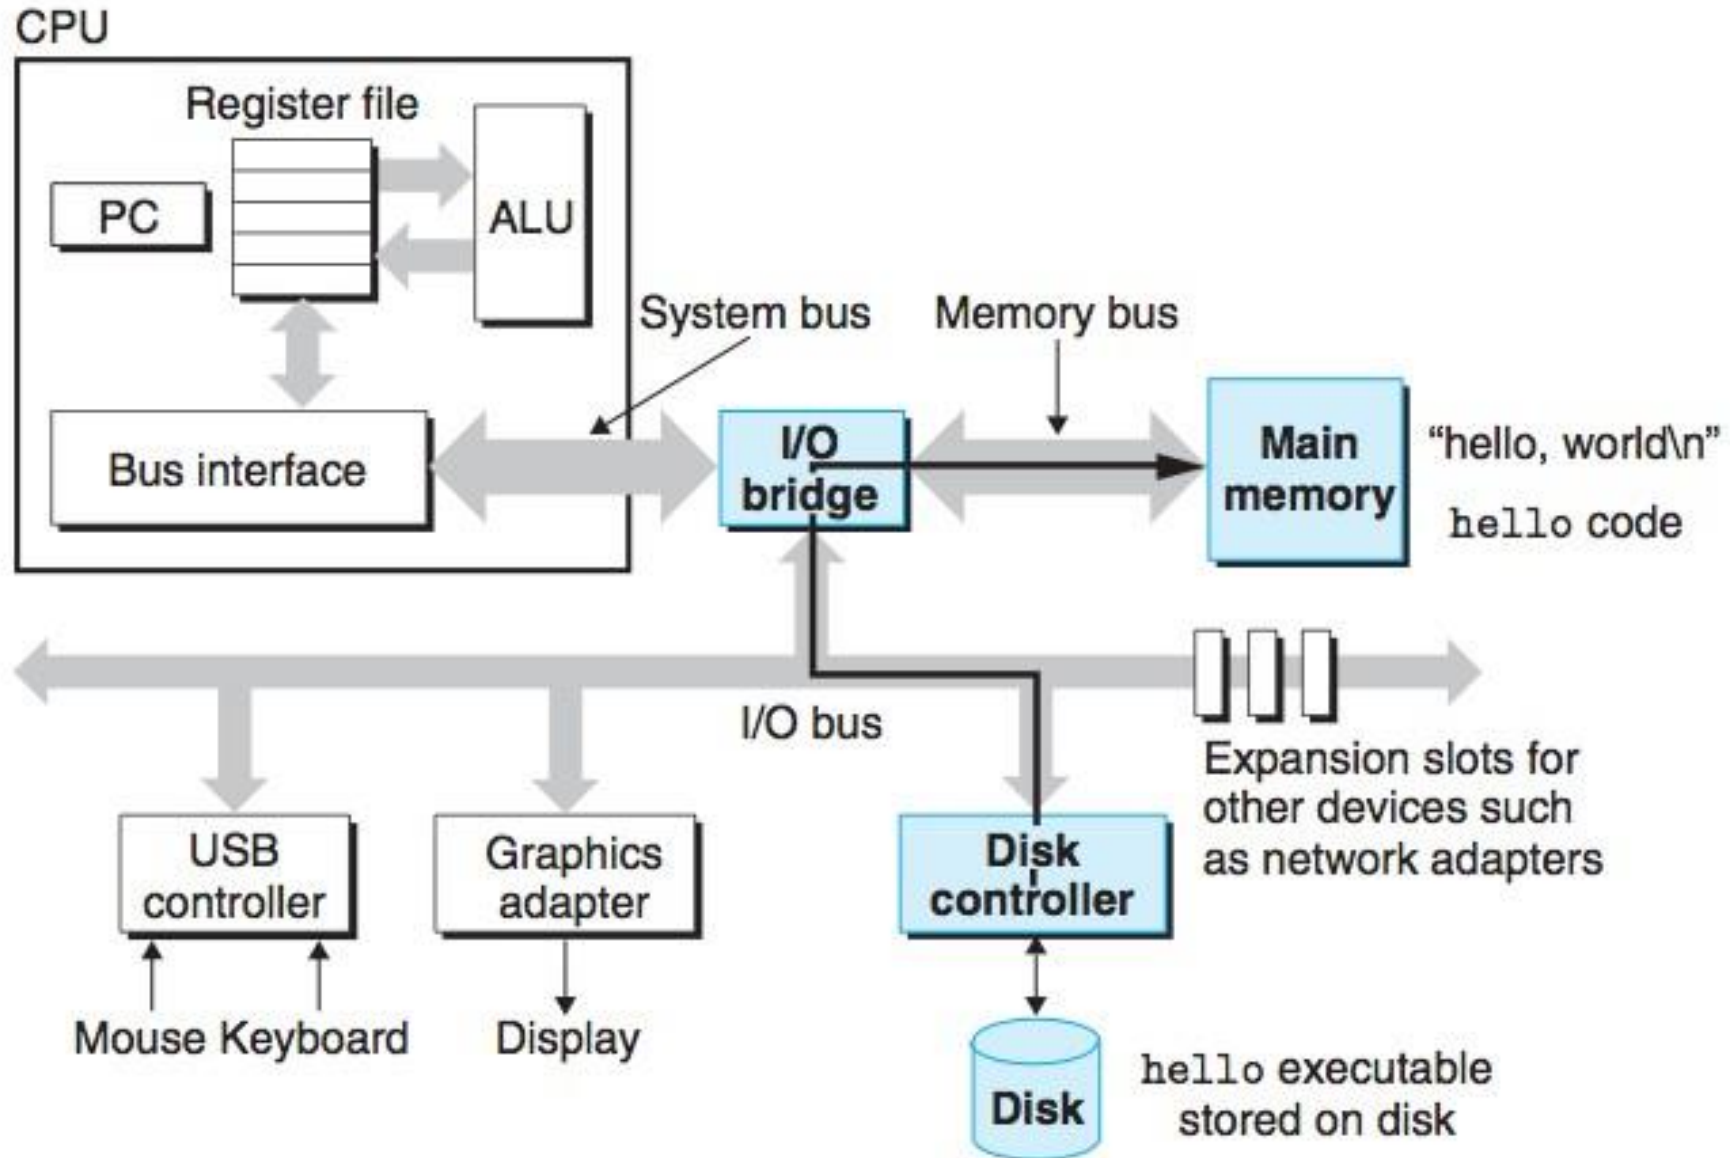 CPU
Register file
PC
ALU
System bus
Memory bus
Bus interface
I/O
bridge
Main
memory
“hello, world\n”
hello code
I/O bus
Expansion slots for
other devices such
as network adapters
USB
controller
Graphics
adapter
Disk
controller
Mouse
Keyboard
Display
Disk
hello executable
stored on disk